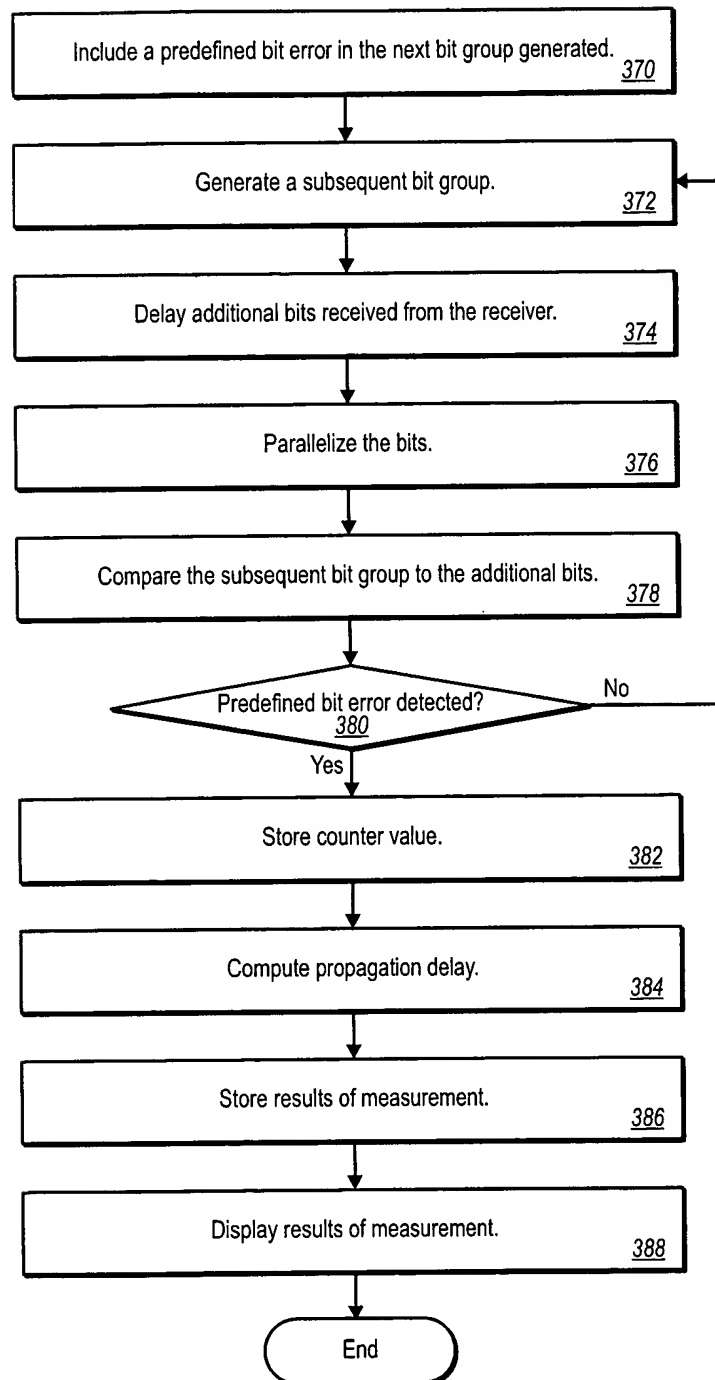 Include a predefined bit error in the next bit group generated.
370
Generate a subsequent bit group.
372
Delay additional bits received from the receiver.
374
Parallelize the bits.
376
Compare the subsequent bit group to the additional bits.
378
Predefined bit error detected?
380
No
Yes
Store counter value.
382
Compute propagation delay.
384
Store results of measurement.
386
Display results of measurement.
388
End